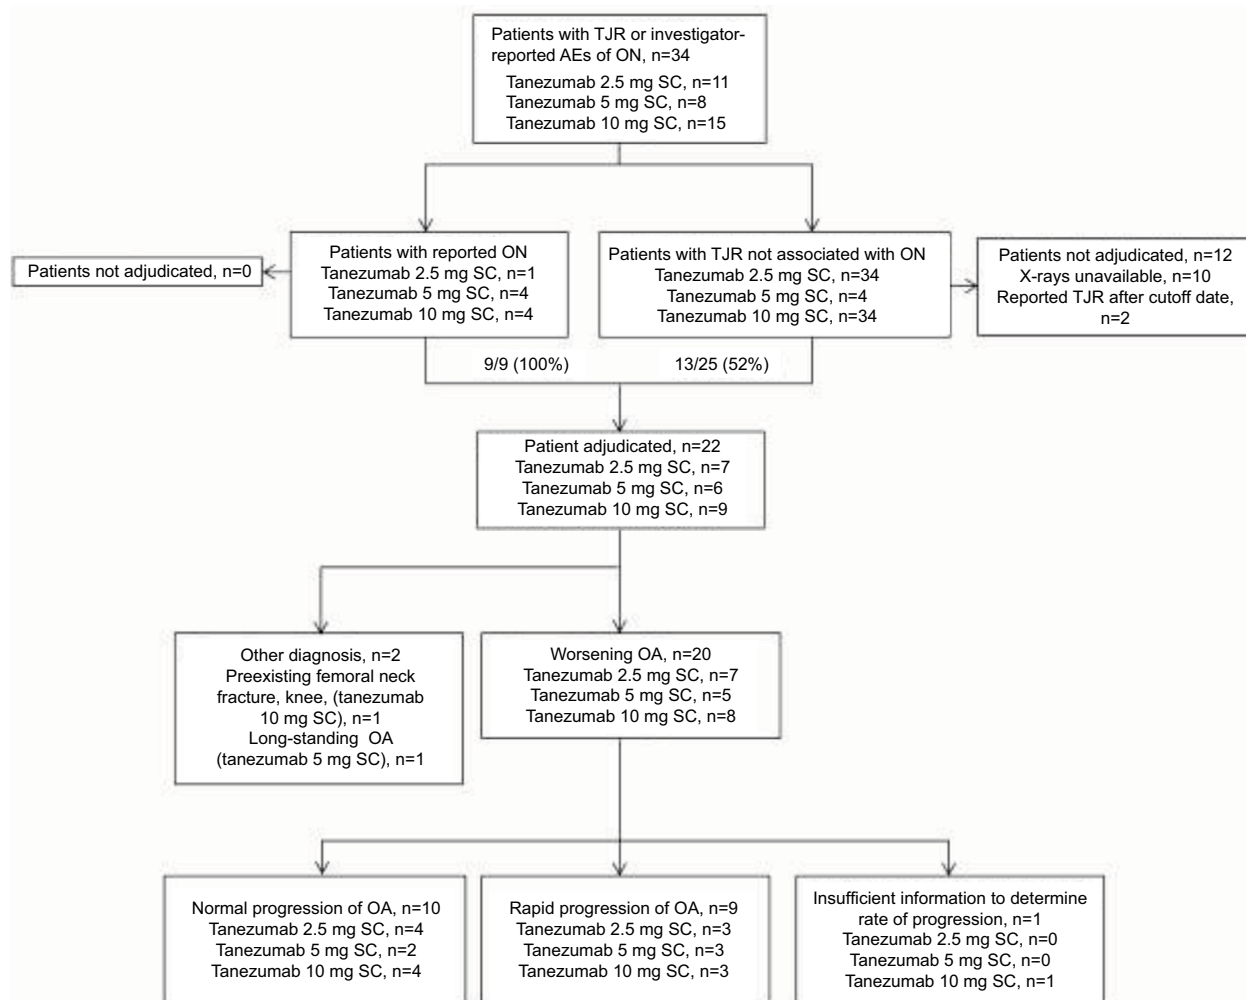 Patients with TJR or investigator-
reported AEs of ON, n=34
Tanezumab 2.5 mg SC, n=11
Tanezumab 5 mg SC, n=8
Tanezumab 10 mg SC, n=15
Patients not adjudicated, n=0
Patients with reported ON
Tanezumab 2.5 mg SC, n=1
Tanezumab 5 mg SC, n=4
Tanezumab 10 mg SC, n=4
Patients with TJR not associated with ON
Tanezumab 2.5 mg SC, n=34
Tanezumab 5 mg SC, n=4
Tanezumab 10 mg SC, n=34
Patients not adjudicated, n=12
X-rays unavailable, n=10
Reported TJR after cutoff date,
n=2
9/9 (100%)
13/25 (52%)
Patient adjudicated, n=22
Tanezumab 2.5 mg SC, n=7
Tanezumab 5 mg SC, n=6
Tanezumab 10 mg SC, n=9
Other diagnosis, n=2
Preexisting femoral neck
fracture, knee, (tanezumab
10 mg SC), n=1
Long-standing OA
(tanezumab 5 mg SC), n=1
Worsening OA, n=20
Tanezumab 2.5 mg SC, n=7
Tanezumab 5 mg SC, n=5
Tanezumab 10 mg SC, n=8
Normal progression of OA, n=10
Tanezumab 2.5 mg SC, n=4
Tanezumab 5 mg SC, n=2
Tanezumab 10 mg SC, n=4
Rapid progression of OA, n=9
Tanezumab 2.5 mg SC, n=3
Tanezumab 5 mg SC, n=3
Tanezumab 10 mg SC, n=3
Insufficient information to determine
rate of progression, n=1
Tanezumab 2.5 mg SC, n=0
Tanezumab 5 mg SC, n=0
Tanezumab 10 mg SC, n=1